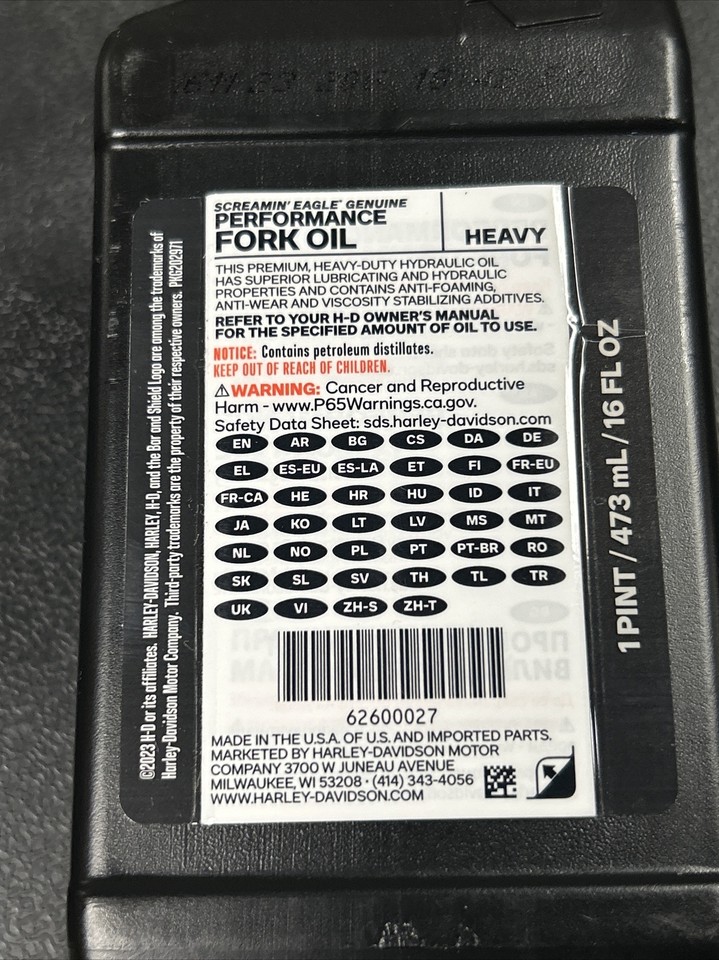 SCREAMIN' EAGLE® GENUINE
PERFORMANCE
FORK OIL
HEAVY
THIS PREMIUM, HEAVY-DUTY HYDRAULIC OIL
HAS SUPERIOR LUBRICATING AND HYDRAULIC
PROPERTIES AND CONTAINS ANTI-FOAMING,
ANTI-WEAR AND VISCOSITY STABILIZING ADDITIVES.
REFER TO YOUR H-D OWNER'S MANUAL
FOR THE SPECIFIED AMOUNT OF OIL TO USE.
NOTICE: Contains petroleum distillates.
KEEP OUT OF REACH OF CHILDREN.
⚠WARNING: Cancer and Reproductive
Harm - www.P65Warnings.ca.gov.
Safety Data Sheet: sds.harley-davidson.com
EN AR BG CS DA DE
EL ES-EU ES-LA ET FI FR-EU
FR-CA HE HR HU ID IT
JA KO LT LV MS MT
NL NO PL PT PT-BR RO
SK SL SV TH TL TR
UK VI ZH-S ZH-T
62600027
MADE IN THE U.S.A. OF U.S. AND IMPORTED PARTS.
MARKETED BY HARLEY-DAVIDSON MOTOR
COMPANY 3700 W JUNEAU AVENUE
MILWAUKEE, WI 53208 • (414) 343-4056
WWW.HARLEY-DAVIDSON.COM
©2023 H-D or its affiliates. HARLEY-DAVIDSON, HARLEY, H-D, and the Bar and Shield Logo are among the trademarks of
Harley-Davidson Motor Company. Third-party trademarks are the property of their respective owners. PKG202971
1 PINT / 473 mL / 16 FL OZ